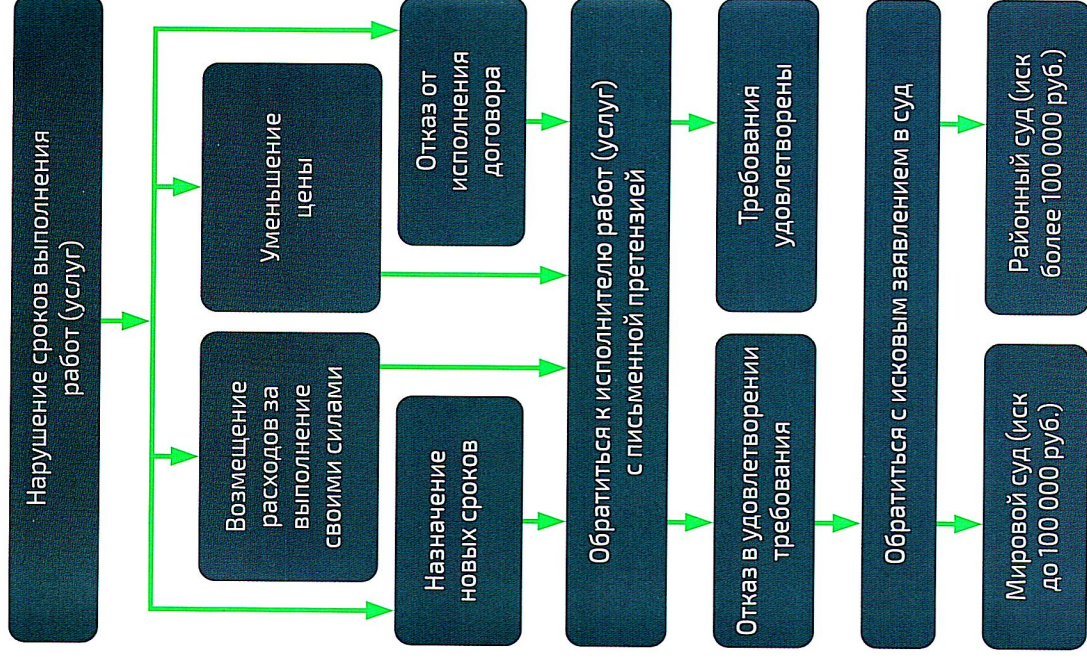 Нарушение сроков выполнения
работ (услуг)
Возмещение
расходов за
выполнение
своими силами
Уменьшение
цены
Назначение
новых сроков
Отказ от
исполнения
договора
Обратиться к исполнителю работ (услуг)
с письменной претензией
Отказ в удовлетворении
требования
Требования
удовлетворены
Обратиться с исковым заявлением в суд
Мировой суд (иск
до 100 000 руб.)
Районный суд (иск
более 100 000 руб.)